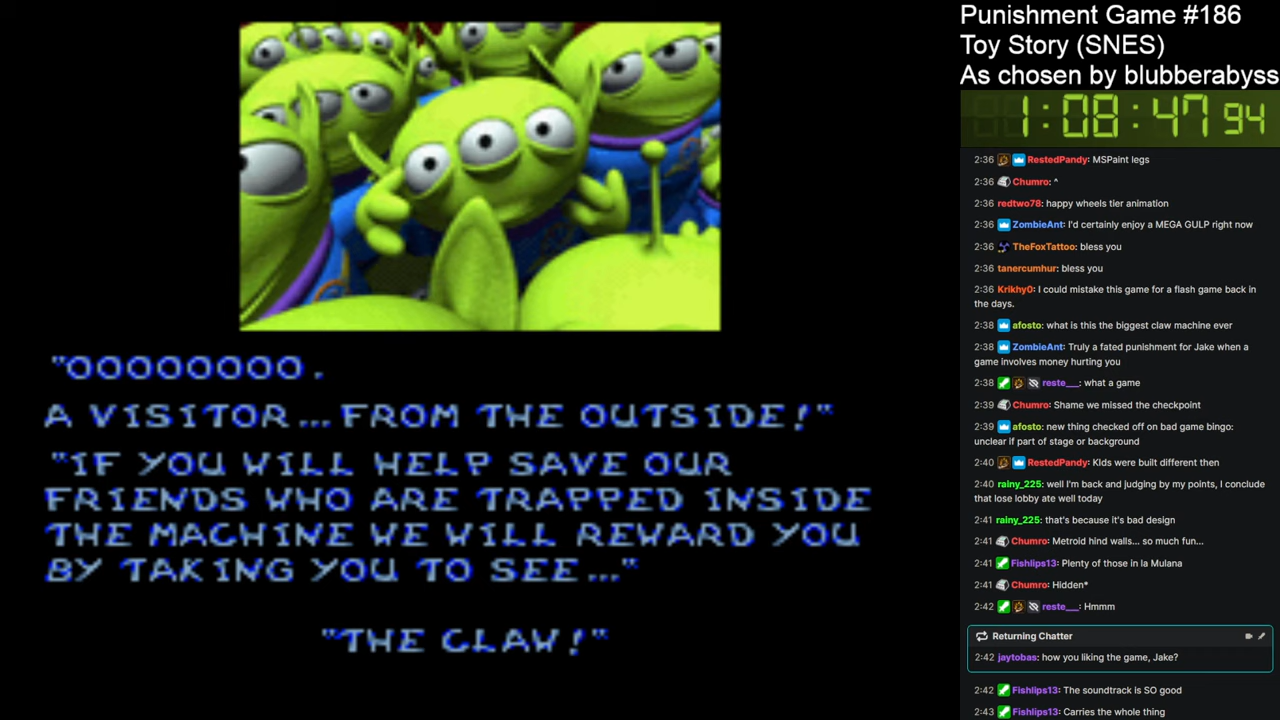 Punishment Game #186
Toy Story (SNES)
As chosen by blubberabyss
1:08:47 94
"OOOOOOOO.
A VISITOR... FROM THE OUTSIDE!"
"IF YOU WILL HELP SAVE OUR
FRIENDS WHO ARE TRAPPED INSIDE
THE MACHINE WE WILL REWARD YOU
BY TAKING YOU TO SEE..."
"THE CLAW!"
2:36 RestedPandy: MSPaint legs
2:36 Chumro: ^
2:36 redtwo78: happy wheels tier animation
2:36 ZombieAnt: I'd certainly enjoy a MEGA GULP right now
2:36 TheFoxTattoo: bless you
2:36 tanercumhur: bless you
2:36 Krikhy0: I could mistake this game for a flash game back in
the days.
2:38 afosto: what is this the biggest claw machine ever
2:38 ZombieAnt: Truly a fated punishment for Jake when a
game involves money hurting you
2:38 reste___: what a game
2:39 Chumro: Shame we missed the checkpoint
2:39 afosto: new thing checked off on bad game bingo:
unclear if part of stage or background
2:40 RestedPandy: KIds were built different then
2:41 rainy_225: well I'm back and judging by my points, I conclude
that lose lobby ate well today
2:41 rainy_225: that's because it's bad design
2:41 Chumro: Metroid hind walls... so much fun...
2:41 Fishlips13: Plenty of those in la Mulana
2:41 Chumro: Hidden*
2:42 reste___: Hmmm
Returning Chatter
2:42 jaytobas: how you liking the game, Jake?
2:42 Fishlips13: The soundtrack is SO good
2:43 Fishlips13: Carries the whole thing